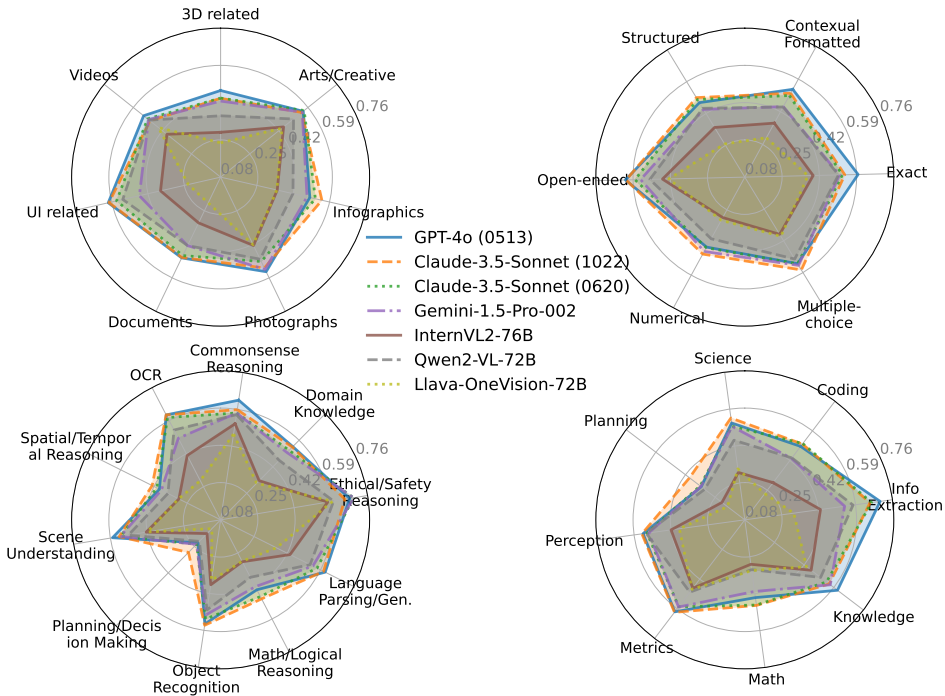 3D related
Arts/Creative
Videos
0.76
0.59
0.42
0.25
0.08
UI related
Infographics
Documents
Photographs
Structured
Contexual
Formatted
0.76
0.59
0.42
0.25
0.08
Open-ended
Exact
Numerical
Multiple-
choice
GPT-4o (0513)
Claude-3.5-Sonnet (1022)
Claude-3.5-Sonnet (0620)
Gemini-1.5-Pro-002
InternVL2-76B
Qwen2-VL-72B
Llava-OneVision-72B
Commonsense
Reasoning
OCR
Domain
Knowledge
Spatial/Tempor
al Reasoning
0.76
0.59
0.42
0.25
0.08
Ethical/Safety
Reasoning
Scene
Understanding
Language
Parsing/Gen.
Planning/Decis
ion Making
Math/Logical
Reasoning
Object
Recognition
Science
Coding
Planning
0.76
0.59
0.42
0.25
0.08
Info
Extraction
Perception
Knowledge
Metrics
Math